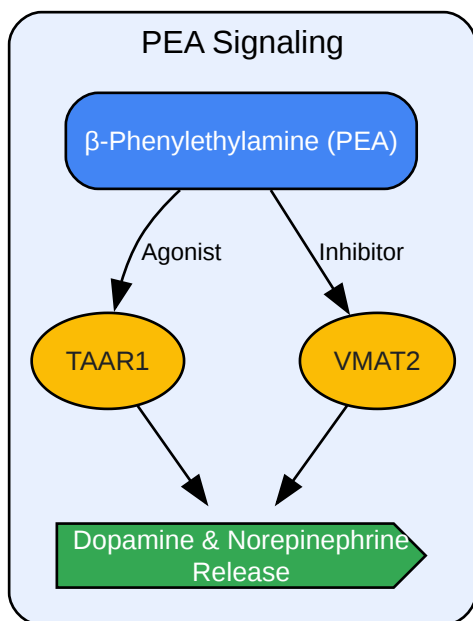 PEA Signaling
β-Phenylethylamine (PEA)
Agonist
Inhibitor
TAAR1
VMAT2
Dopamine & Norepinephrine
Release